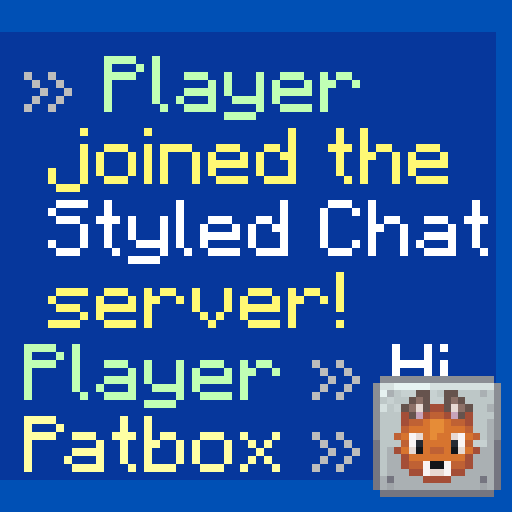 » Player
joined the
Styled Chat
server!
Player » Hi
Patbox »